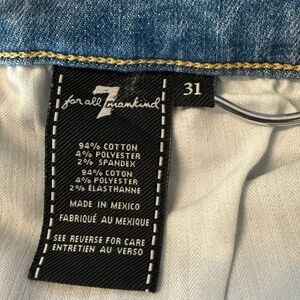 31
7
for all mankind
94% COTTON
4% POLYESTER
2% SPANDEX
94% COTON
4% POLYESTER
2% ELASTHANNE
MADE IN MEXICO
FABRIQUÉ AU MEXIQUE
SEE REVERSE FOR CARE
ENTRETIEN AU VERSO